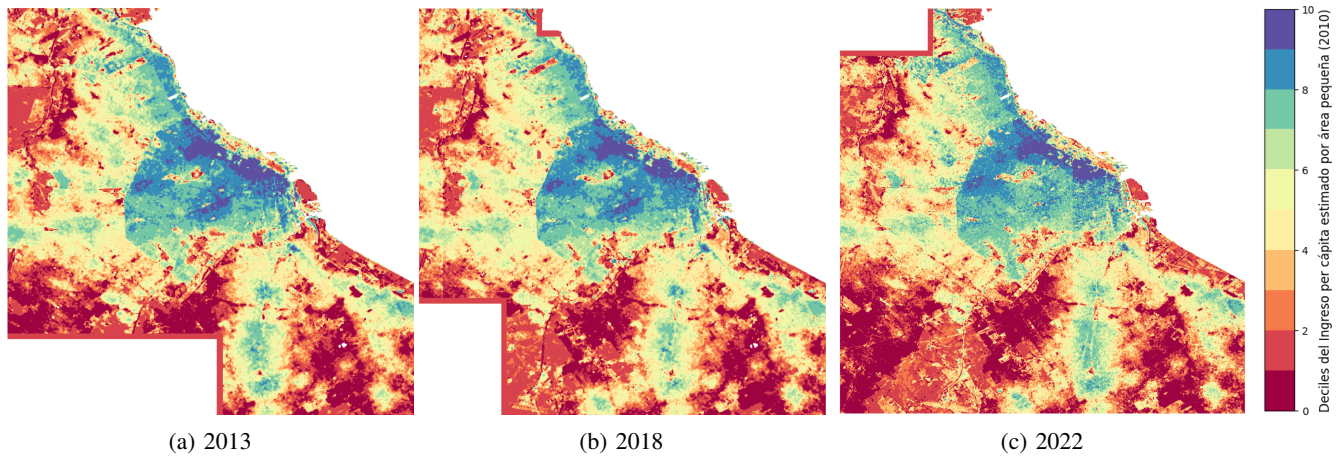 10
8
6
4
2
0
Deciles del Ingreso per cápita estimado por área pequeña (2010)
(a) 2013
(b) 2018
(c) 2022